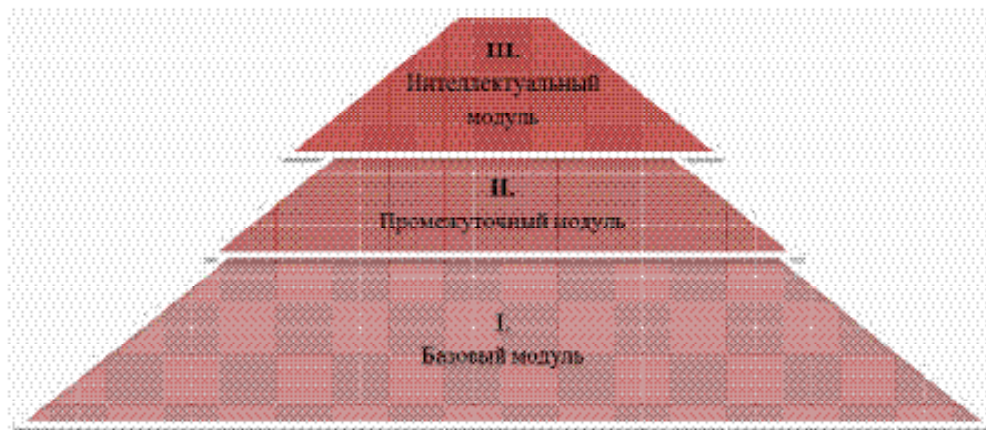 III.
Интеллектуальный
модуль
II.
Промежуточный модуль
I.
Базовый модуль